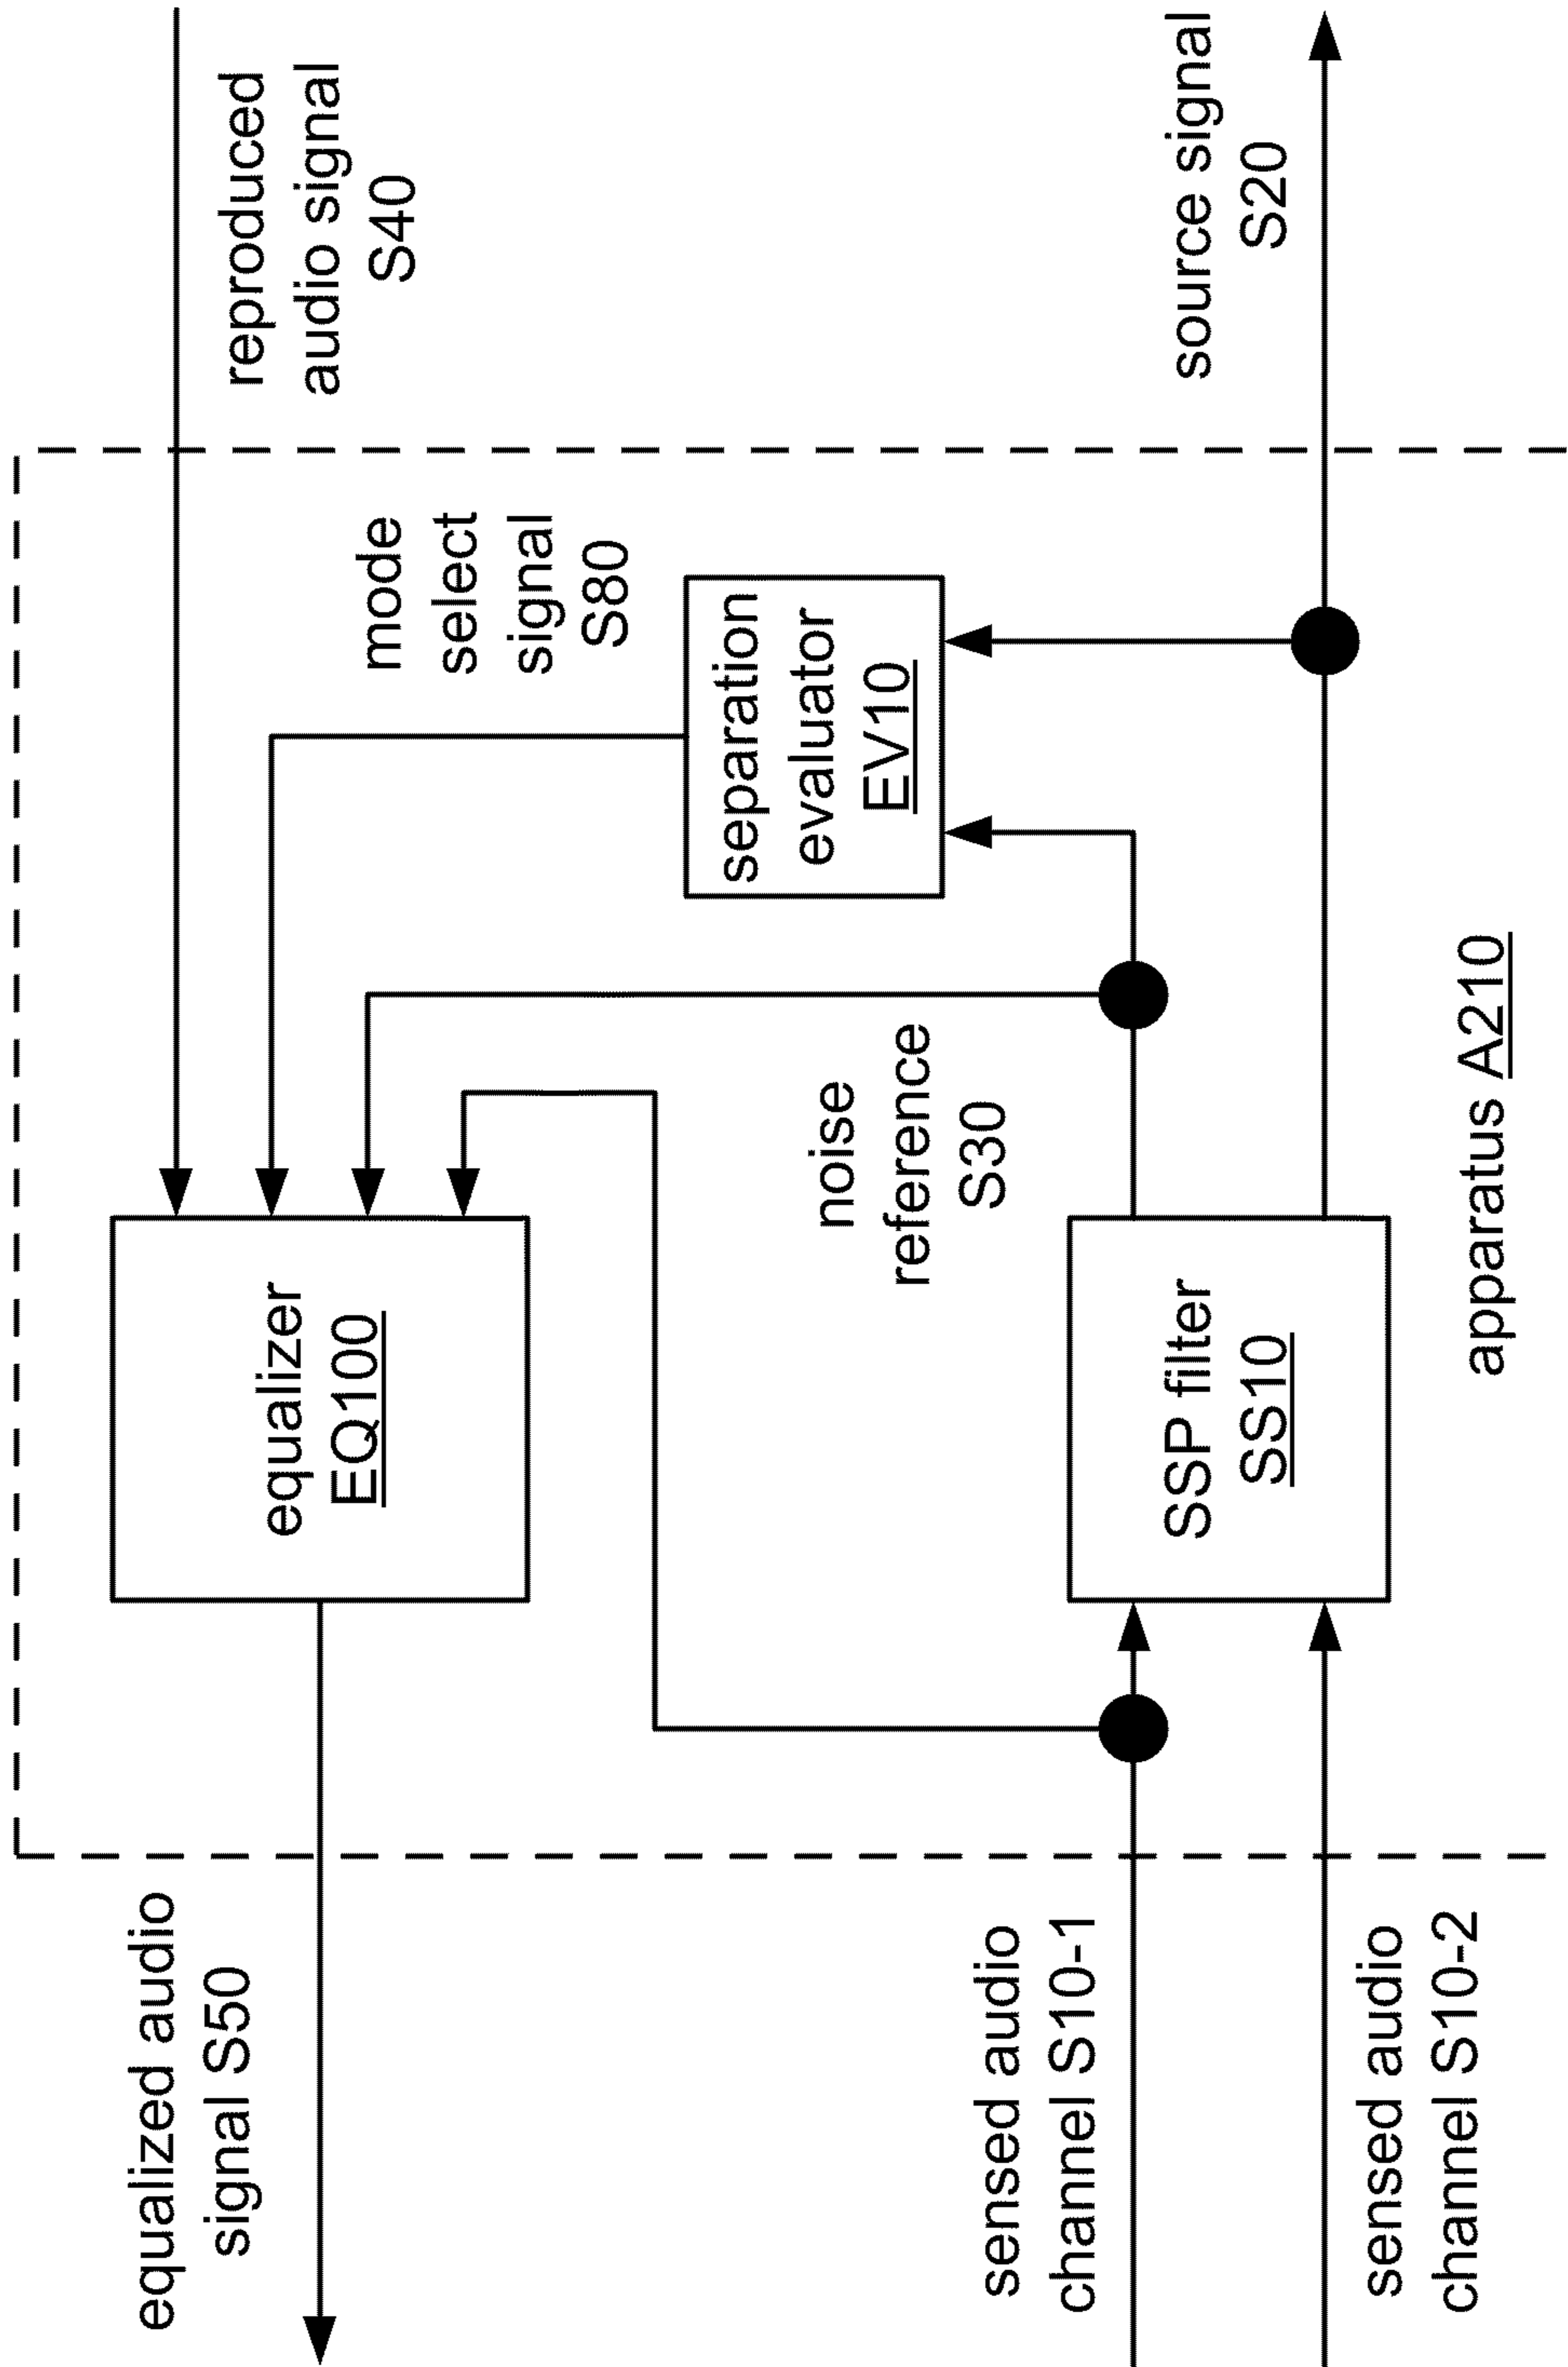 equalized audio
signal S50
reproduced
audio signal
S40
equalizer
EQ100
mode
select
signal
S80
separation
evaluator
EV10
noise
reference
S30
sensed audio
channel S10-1
SSP filter
SS10
source signal
S20
sensed audio
channel S10-2
apparatus A210